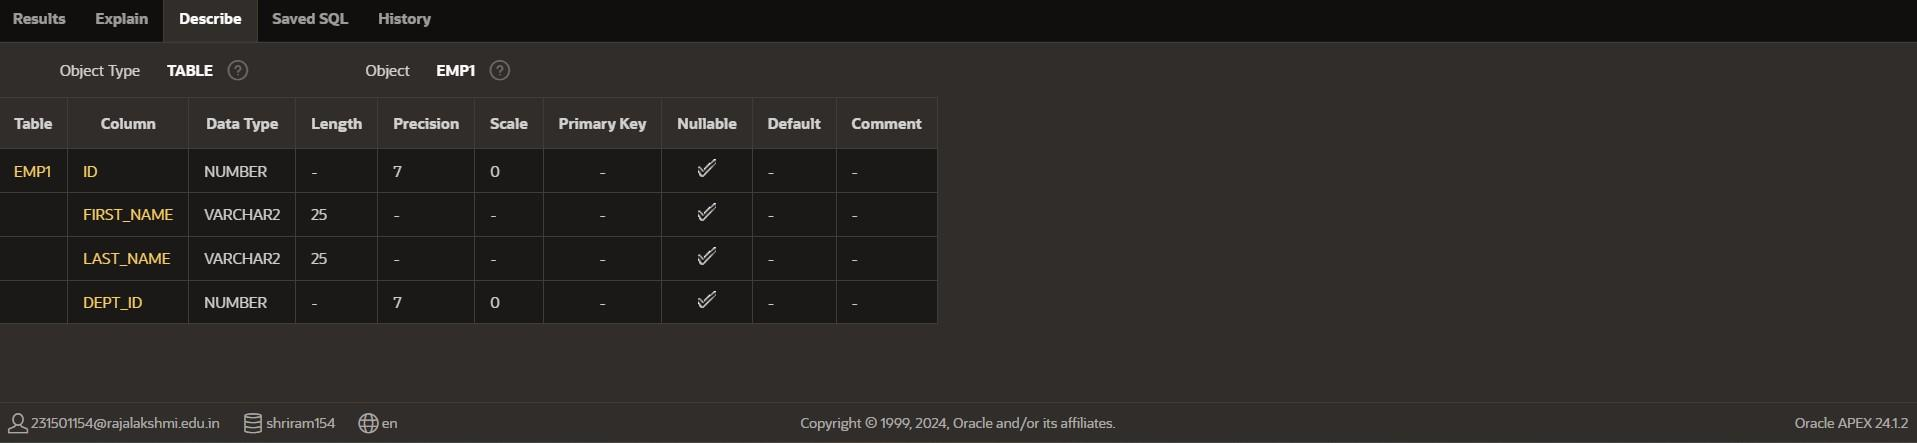 Results Explain Describe Saved SQL History
Object Type TABLE ? Object EMP1 ?
Table Column Data Type Length Precision Scale Primary Key Nullable Default Comment
EMP1 ID NUMBER - 7 0 - - -
FIRST_NAME VARCHAR2 25 - - - - -
LAST_NAME VARCHAR2 25 - - - - -
DEPT_ID NUMBER - 7 0 - - -
231501154@rajalakshmi.edu.in shriram154 en Copyright © 1999, 2024, Oracle and/or its affiliates. Oracle APEX 24.1.2